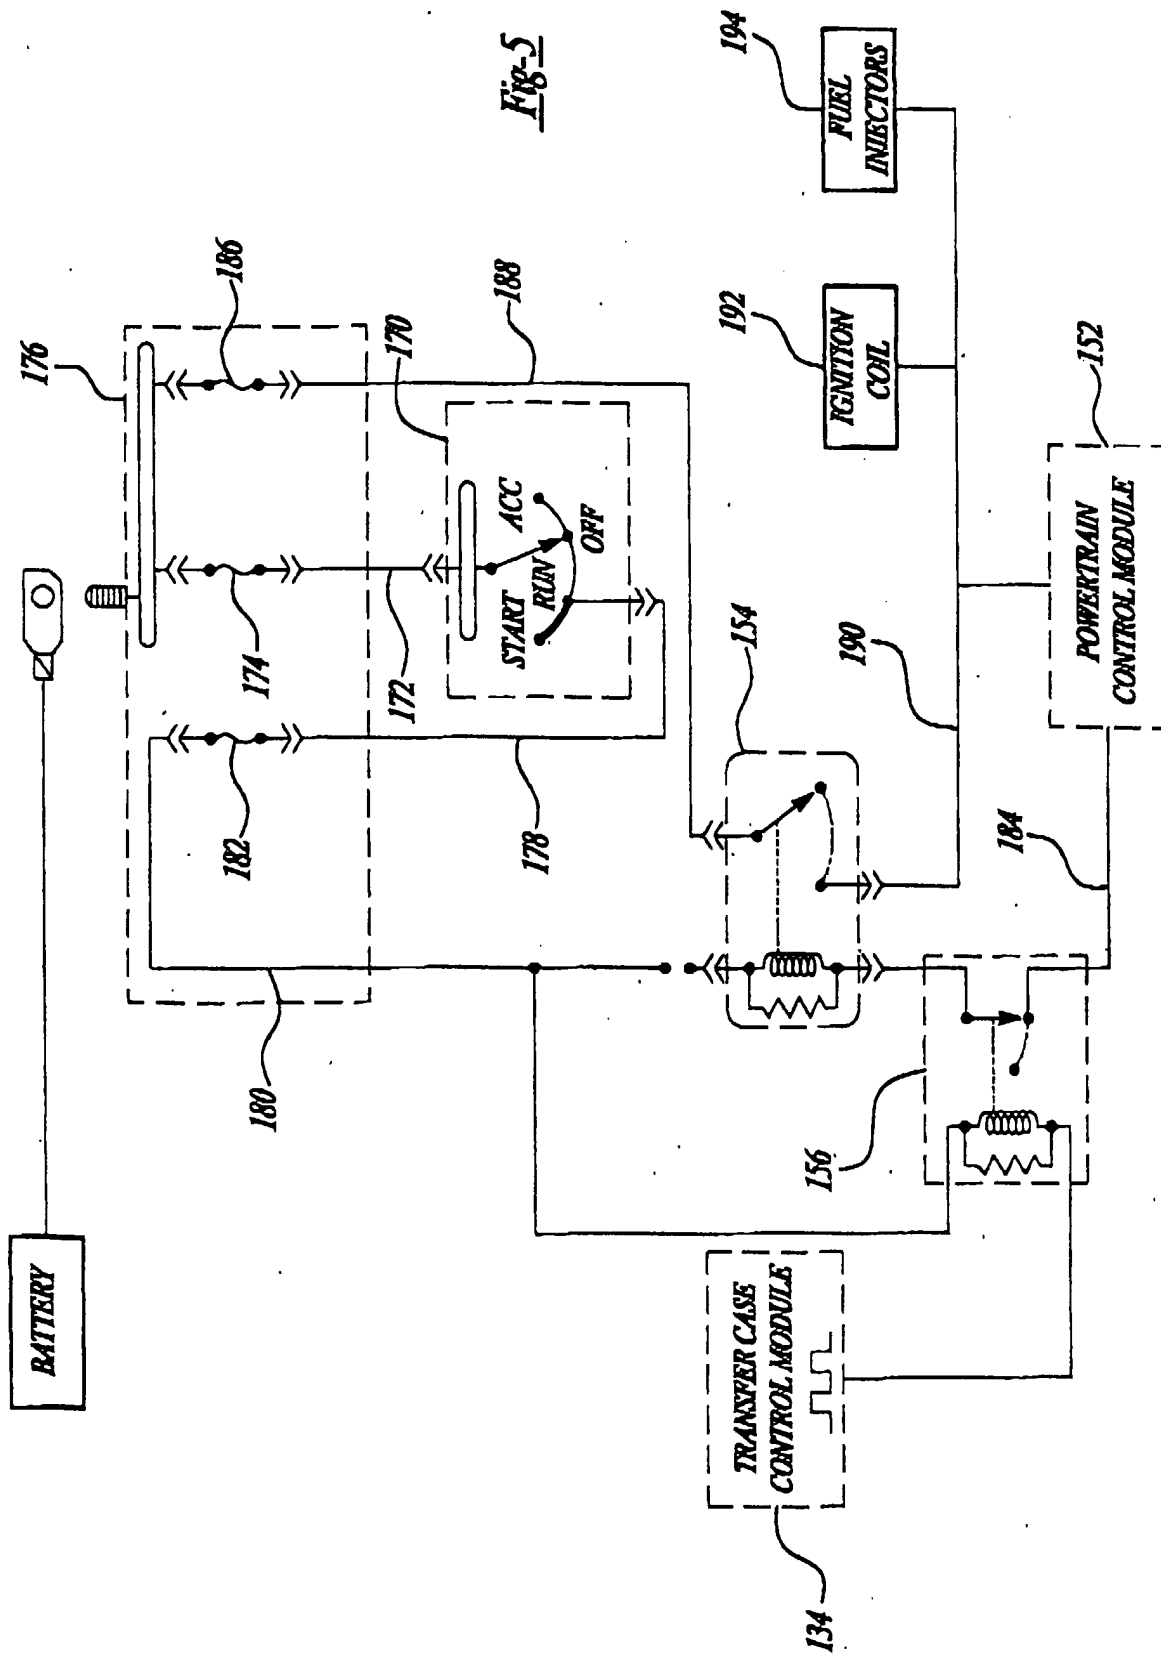 BATTERY
176
186
188
170
174
172
182
178
180
START
RUN
ACC
OFF
Fig-5
194
FUEL
INJECTORS
192
IGNITION
COIL
154
190
152
POWERTRAIN
CONTROL MODULE
184
156
TRANSFER CASE
CONTROL MODULE
134